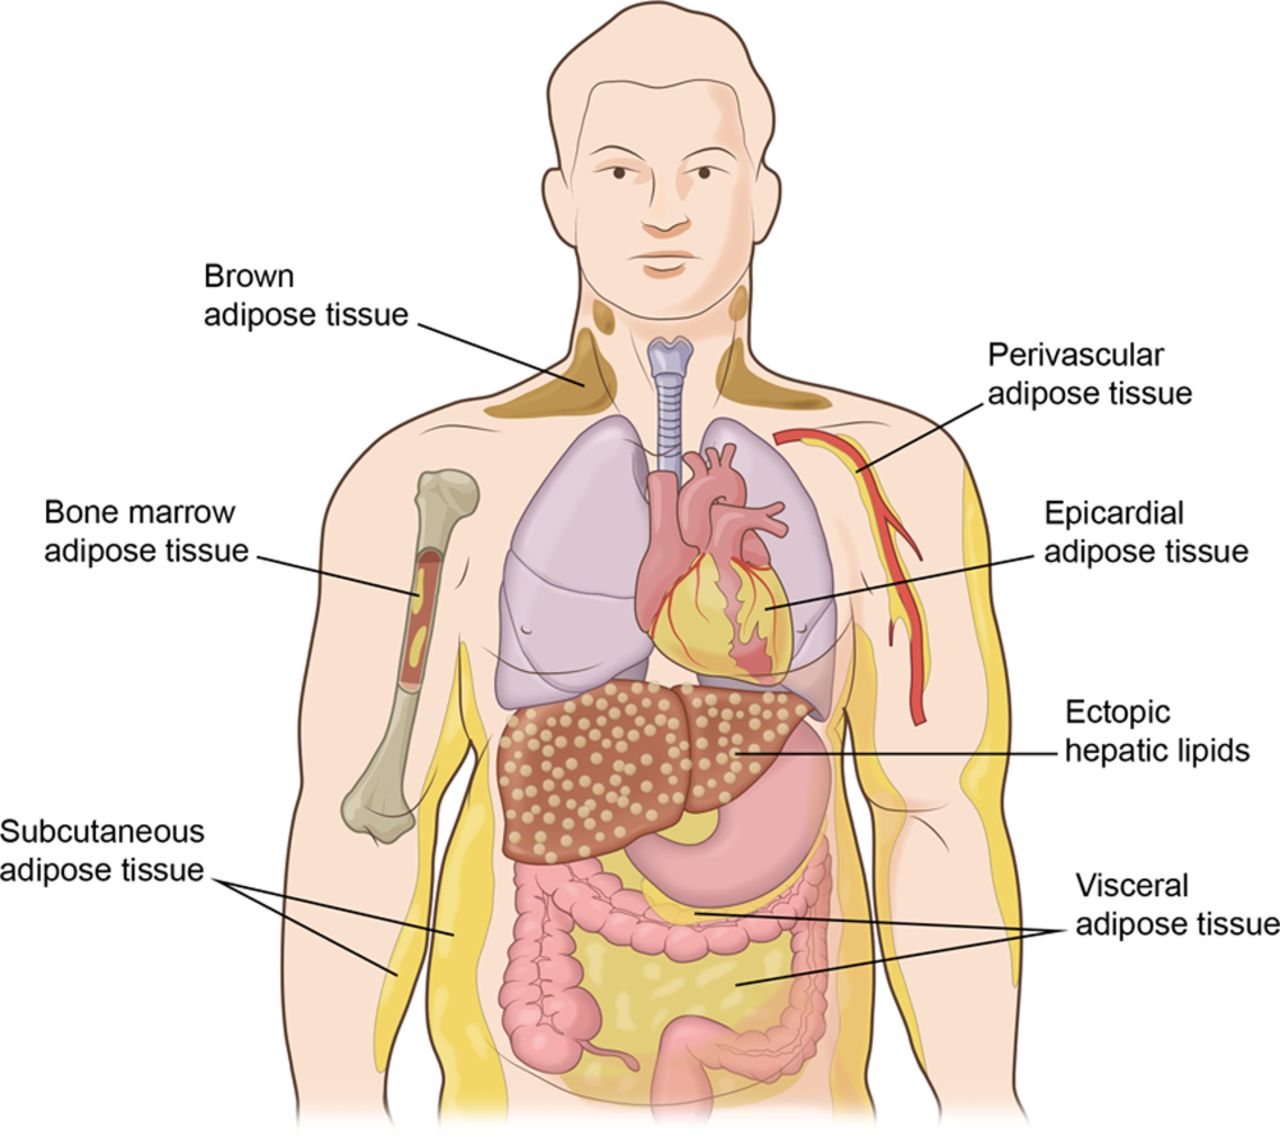 Brown
adipose tissue
Perivascular
adipose tissue
Bone marrow
adipose tissue
Epicardial
adipose tissue
Ectopic
hepatic lipids
Subcutaneous
adipose tissue
Visceral
adipose tissue